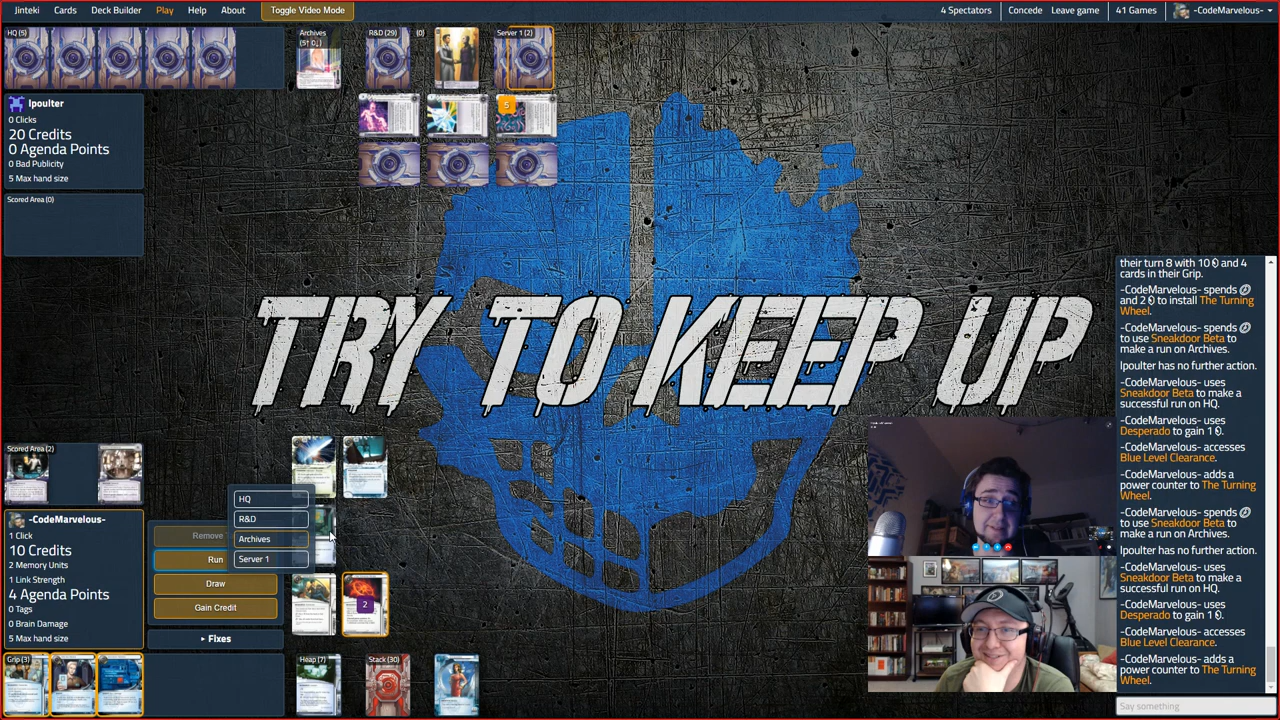 Jinteki
Cards
Deck Builder
Play
Help
About
Toggle Video Mode
4 Spectators
Concede
Leave game
41 Games
-CodeMarvelous-
HQ (5)
Archives
(5↑ 0↓)
R&D (29)
(0)
Server 1 (2)
5
lpoulter
0 Clicks
20 Credits
0 Agenda Points
0 Bad Publicity
5 Max hand size
Scored Area (0)
TRY TO KEEP UP
their turn 8 with 10 and 4
cards in their Grip.
-CodeMarvelous- spends
and 2 to install The Turning
Wheel.
-CodeMarvelous- spends
to use Sneakdoor Beta to
make a run on Archives.
lpoulter has no further action.
-CodeMarvelous- uses
Sneakdoor Beta to make a
successful run on HQ.
-CodeMarvelous- uses
Desperado to gain 1.
-CodeMarvelous- accesses
Blue Level Clearance.
-CodeMarvelous- adds a
power counter to The Turning
Wheel.
-CodeMarvelous- spends
to use Sneakdoor Beta to
make a run on Archives.
lpoulter has no further action.
-CodeMarvelous- uses
Sneakdoor Beta to make a
successful run on HQ.
-CodeMarvelous- uses
Desperado to gain 1.
-CodeMarvelous- accesses
Blue Level Clearance.
-CodeMarvelous- adds a
power counter to The Turning
Wheel.
Say something
Scored Area (2)
-CodeMarvelous-
1 Click
10 Credits
2 Memory Units
1 Link Strength
4 Agenda Points
0 Tags
0 Brain Damage
5 Max hand size
HQ
R&D
Archives
Server 1
Remove
Run
Draw
Gain Credit
▸ Fixes
2
Grip (3)
Heap (7)
Stack (30)